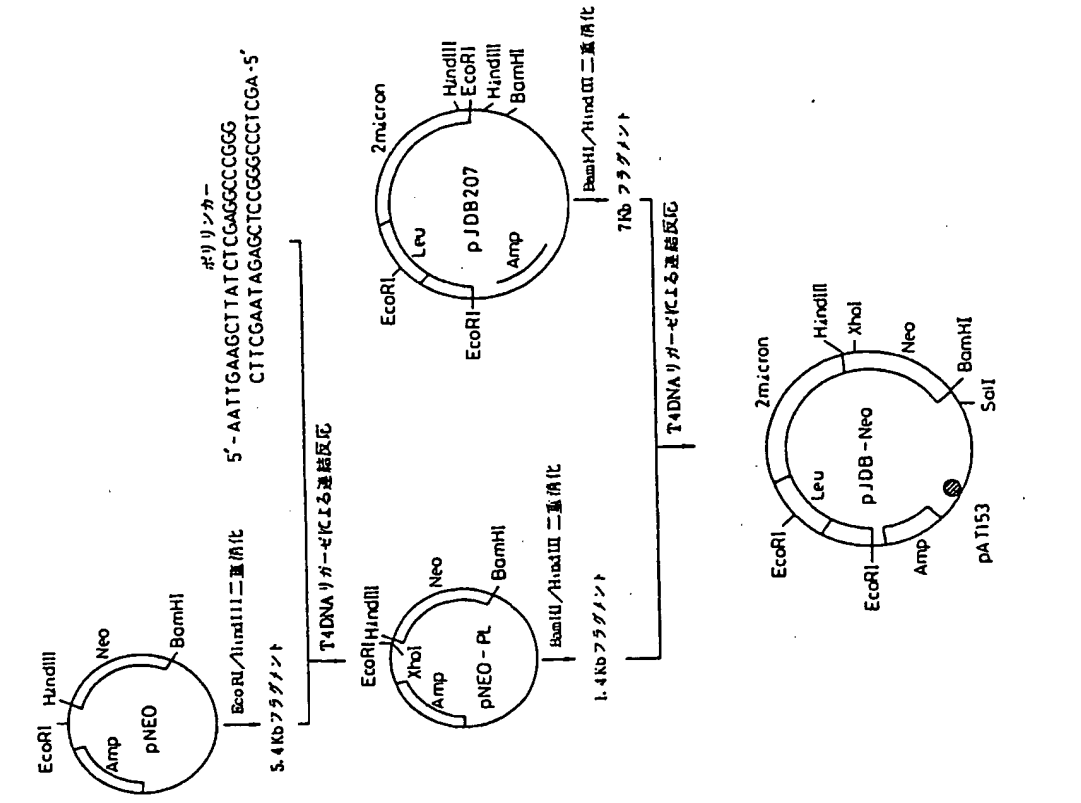 EcoRI
HindIII
Neo
Amp
pNEO
BamHI
EcoRI/HindIII二重消化
5.4Kbフラグメント
ポリリンカー
5′-AATTGAAGCTTATCTCGAGGCCCGGG
CTTCGAATAGAGCTCCGGGCCCTCGA-5′
T4DNAリガーゼによる連結反応
EcoRI
HindIII
XhoI
Neo
Amp
pNEO-PL
BamHI
BamHI/HindIII二重消化
1.4Kbフラグメント
2micron
HindIII
EcoRI
HindIII
BamHI
EcoRI
Leu
pJDB207
Amp
EcoRI
BamHI/HindIII二重消化
7Kbフラグメント
T4DNAリガーゼによる連結反応
2micron
HindIII
XhoI
Neo
BamHI
SalI
EcoRI
Leu
pJDB-Neo
EcoRI
Amp
pAT153